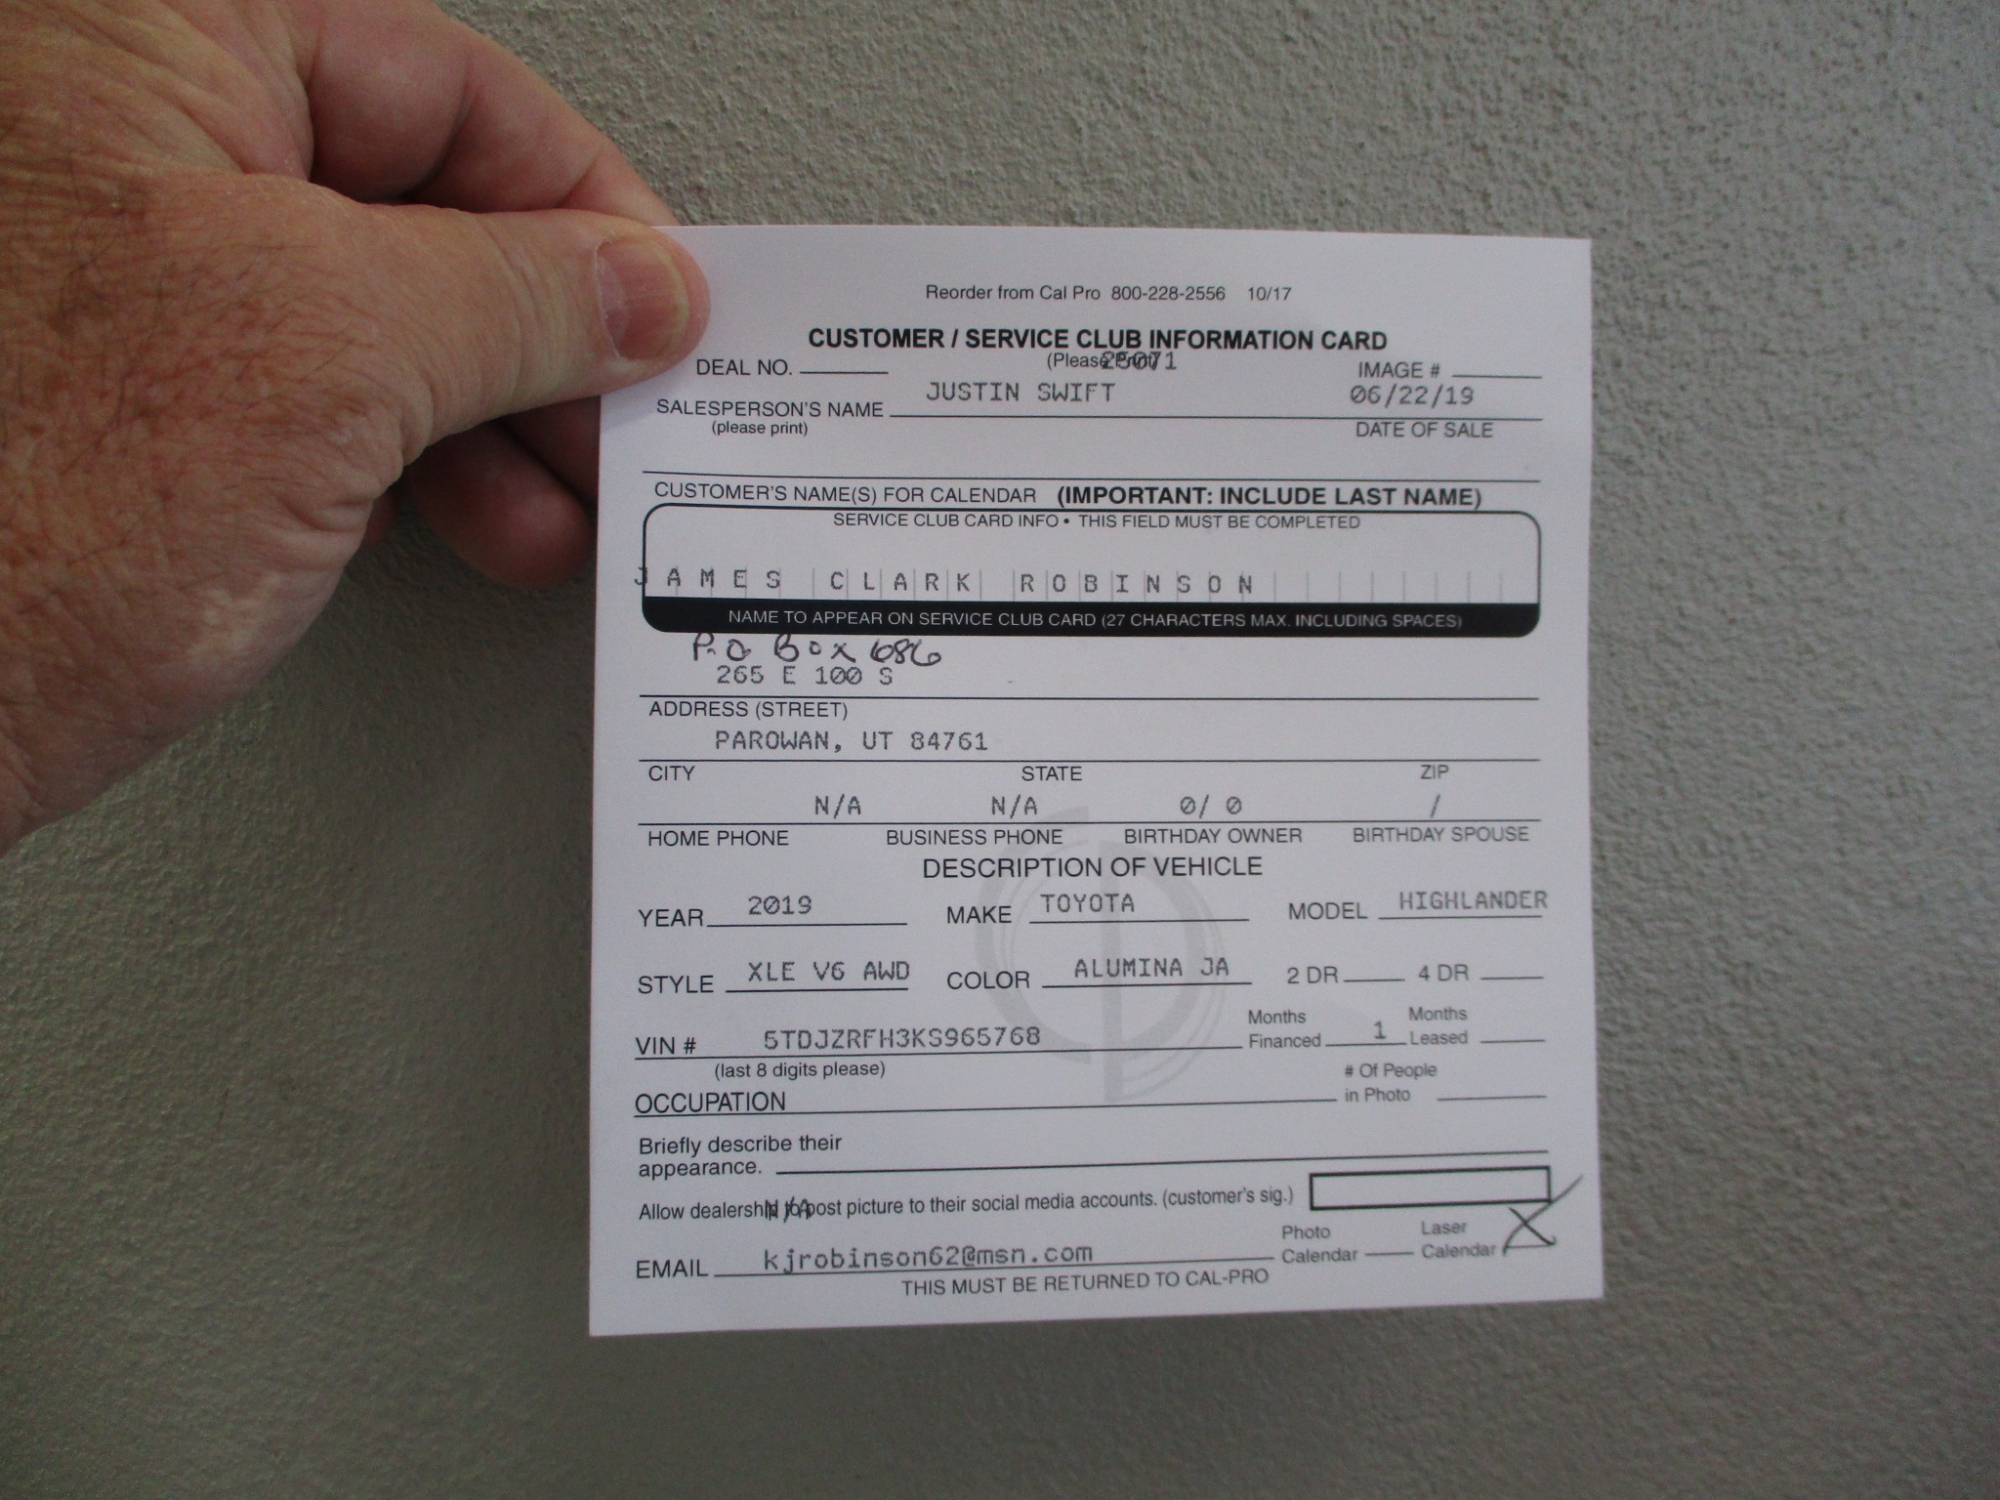 Reorder from Cal Pro 800-228-2556 10/17
CUSTOMER / SERVICE CLUB INFORMATION CARD
(Please Print) 25071
DEAL NO. IMAGE #
JUSTIN SWIFT 06/22/19
SALESPERSON'S NAME
(please print) DATE OF SALE
CUSTOMER'S NAME(S) FOR CALENDAR (IMPORTANT: INCLUDE LAST NAME)
SERVICE CLUB CARD INFO • THIS FIELD MUST BE COMPLETED
JAMES CLARK ROBINSON
NAME TO APPEAR ON SERVICE CLUB CARD (27 CHARACTERS MAX. INCLUDING SPACES)
P.O Box 686
265 E 100 S
ADDRESS (STREET)
PAROWAN, UT 84761
CITY STATE ZIP
N/A N/A 0/ 0 /
HOME PHONE BUSINESS PHONE BIRTHDAY OWNER BIRTHDAY SPOUSE
DESCRIPTION OF VEHICLE
YEAR 2019 MAKE TOYOTA MODEL HIGHLANDER
STYLE XLE V6 AWD COLOR ALUMINA JA 2 DR 4 DR
VIN # 5TDJZRFH3KS965768 Months Financed 1 Months Leased
(last 8 digits please)
OCCUPATION # Of People in Photo
Briefly describe their
appearance.
Allow dealership to post picture to their social media accounts. (customer's sig.)
N/A
EMAIL kjrobinson62@msn.com Photo Calendar Laser Calendar X
THIS MUST BE RETURNED TO CAL-PRO